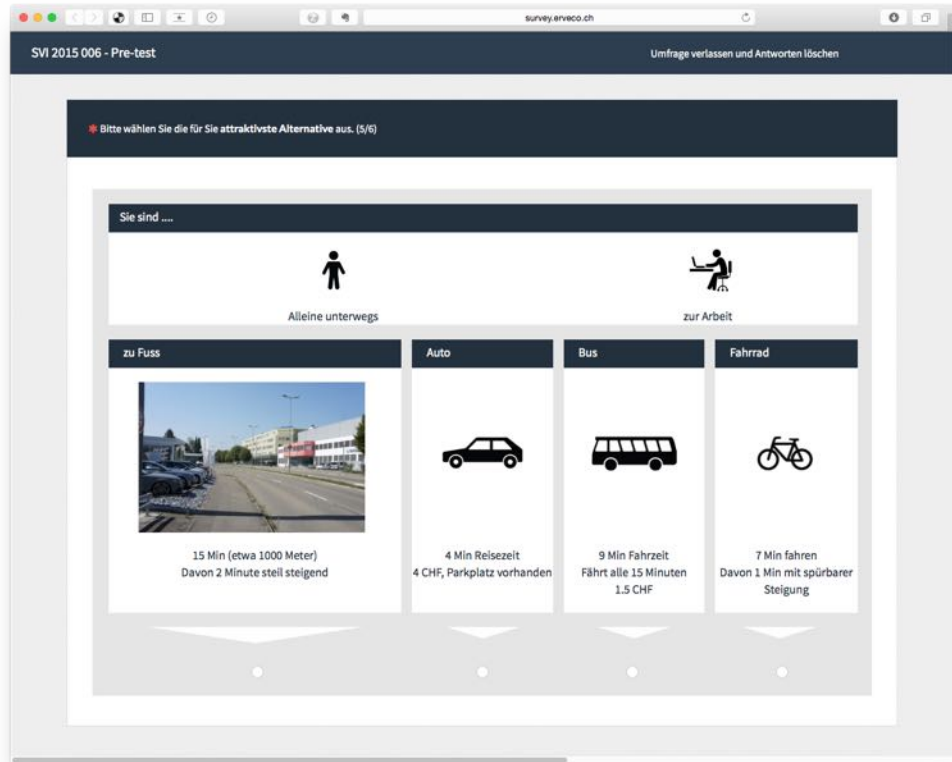 survey.erveco.ch
SVI 2015 006 - Pre-test
Umfrage verlassen und Antworten löschen
* Bitte wählen Sie die für Sie attraktivste Alternative aus. (5/6)
Sie sind ....
Alleine unterwegs
zur Arbeit
zu Fuss
Auto
Bus
Fahrrad
15 Min (etwa 1000 Meter)
Davon 2 Minute steil steigend
4 Min Reisezeit
4 CHF, Parkplatz vorhanden
9 Min Fahrzeit
Fährt alle 15 Minuten
1.5 CHF
7 Min fahren
Davon 1 Min mit spürbarer
Steigung